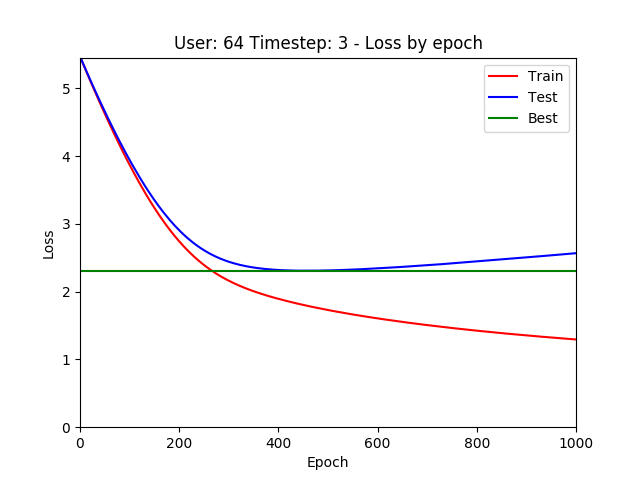 User: 64 Timestep: 3 - Loss by epoch
Train
Test
Best
Loss
5
4
3
2
1
0
0 200 400 600 800 1000
Epoch